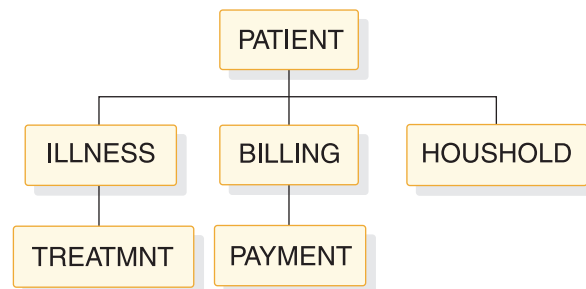 PATIENT
ILLNESS
BILLING
HOUSHOLD
TREATMNT
PAYMENT